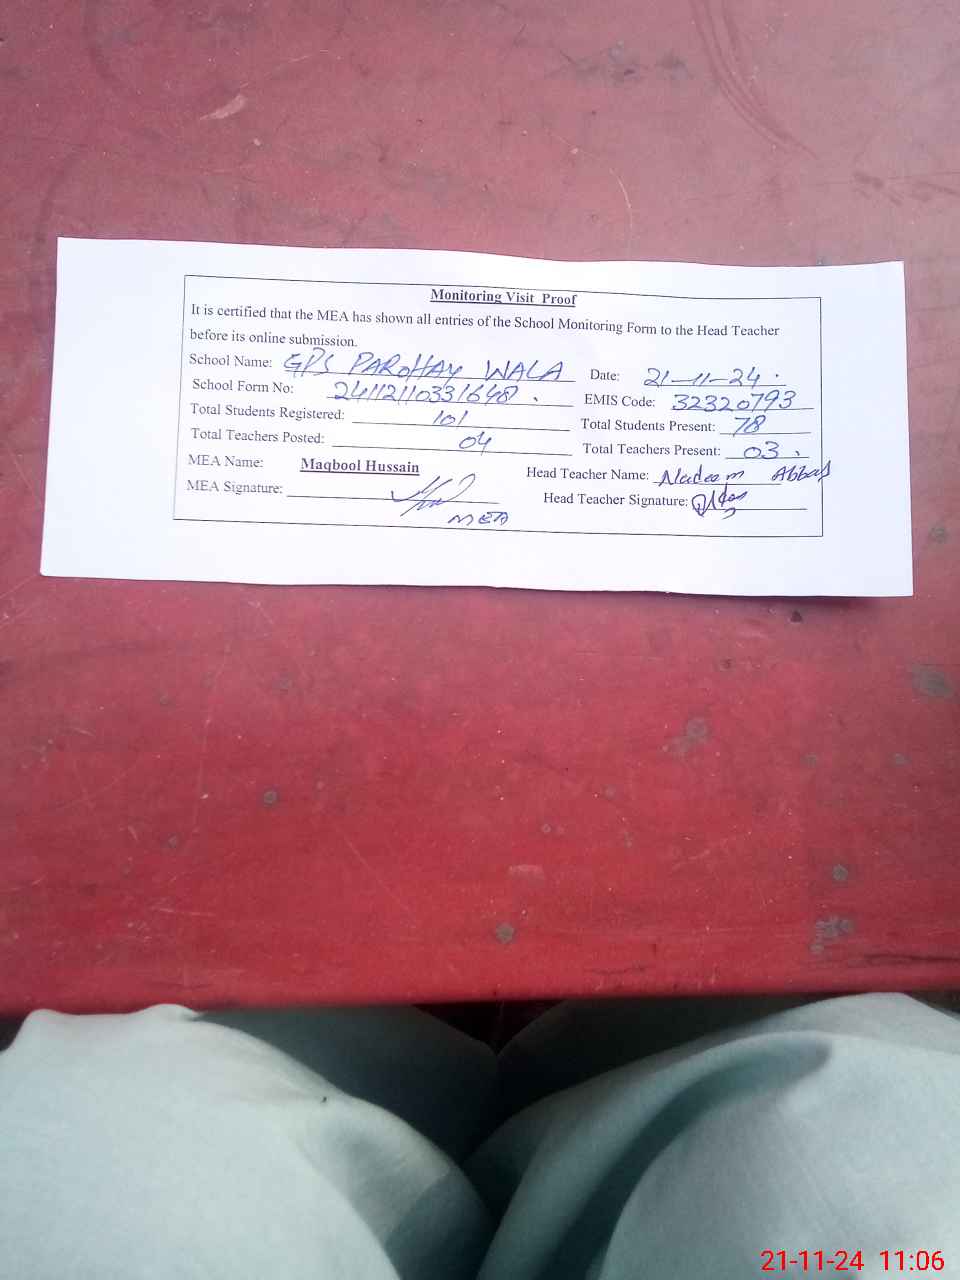 Monitoring Visit Proof
It is certified that the MEA has shown all entries of the School Monitoring Form to the Head Teacher
before its online submission.
School Name: GPS PAROHAY WALA Date: 21-11-24.
School Form No: 24112110331648. EMIS Code: 32320793
Total Students Registered: 101 Total Students Present: 78
Total Teachers Posted: 04 Total Teachers Present: 03.
MEA Name: Maqbool Hussain Head Teacher Name: Nadeem Abbas
MEA Signature: Head Teacher Signature:
MEA
21-11-24 11:06